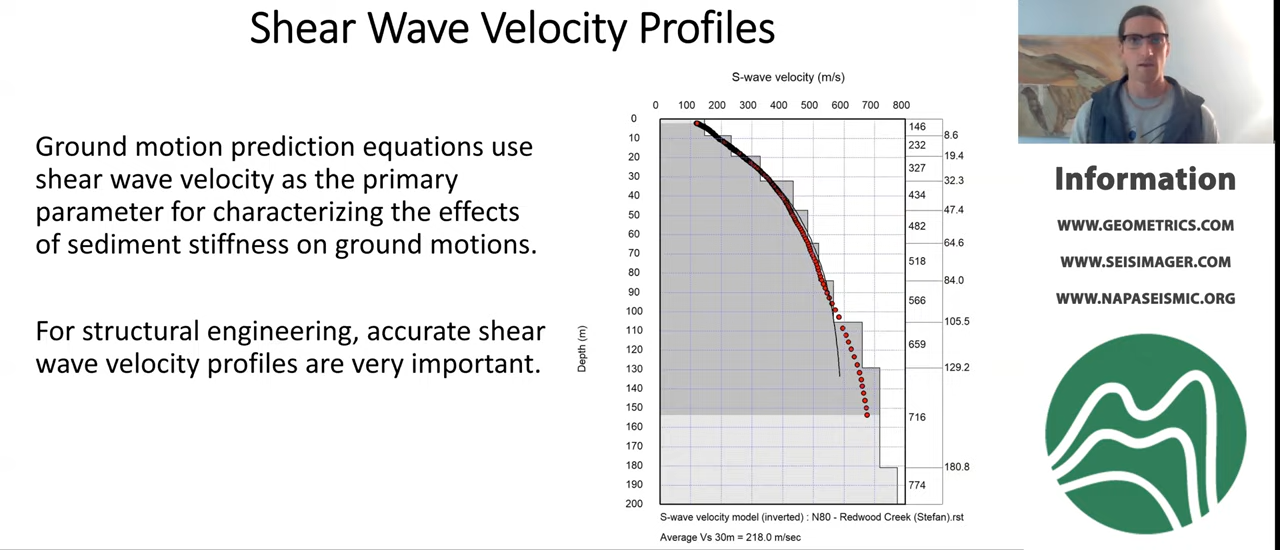 Shear Wave Velocity Profiles
Ground motion prediction equations use
shear wave velocity as the primary
parameter for characterizing the effects
of sediment stiffness on ground motions.
For structural engineering, accurate shear
wave velocity profiles are very important.
S-wave velocity (m/s)
0 100 200 300 400 500 600 700 800
Depth (m)
0
10
20
30
40
50
60
70
80
90
100
110
120
130
140
150
160
170
180
190
200
146
232
327
434
482
518
566
659
716
774
8.6
19.4
32.3
47.4
64.6
84.0
105.5
129.2
180.8
S-wave velocity model (inverted) : N80 - Redwood Creek (Stefan).rst
Average Vs 30m = 218.0 m/sec
Information
WWW.GEOMETRICS.COM
WWW.SEISIMAGER.COM
WWW.NAPASEISMIC.ORG